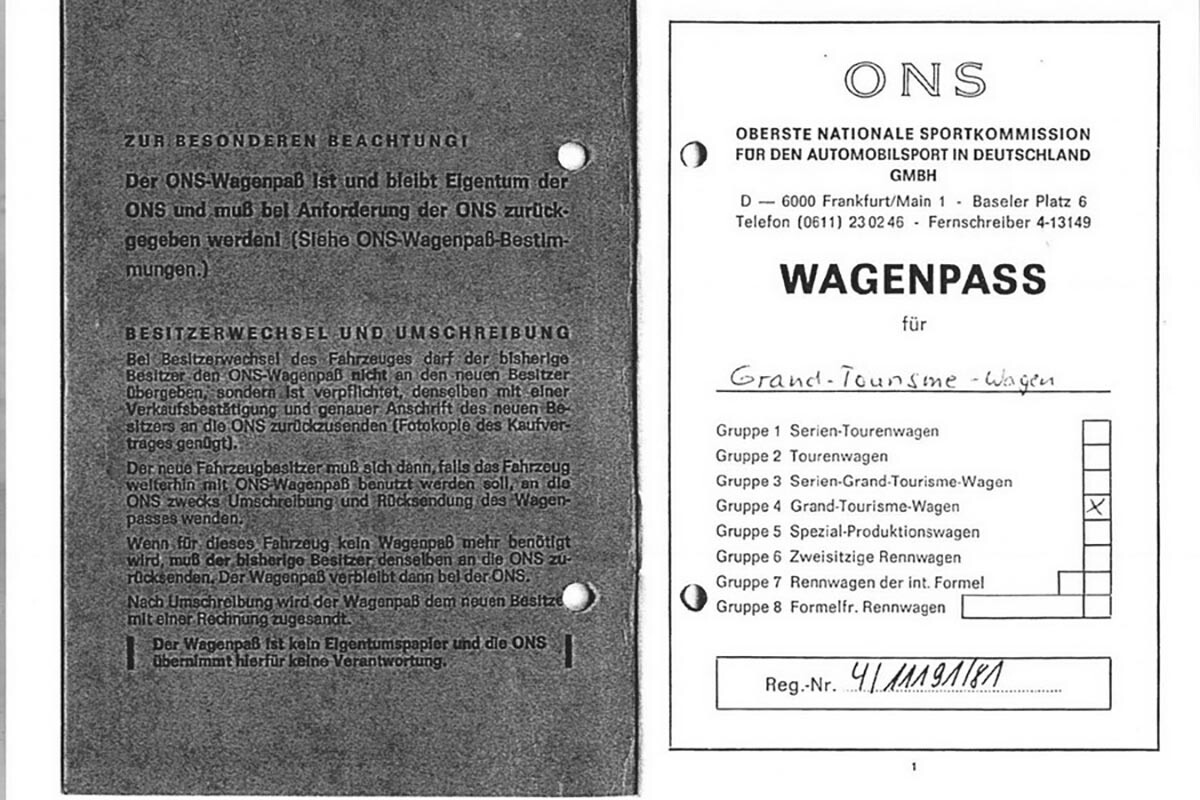 ZUR BESONDEREN BEACHTUNG!
Der ONS-Wagenpaß ist und bleibt Eigentum der
ONS und muß bei Anforderung der ONS zurück-
gegeben werden! (Siehe ONS-Wagenpaß-Bestim-
mungen.)
BESITZERWECHSEL UND UMSCHREIBUNG
Bei Besitzerwechsel des Fahrzeuges darf der bisherige
Besitzer den ONS-Wagenpaß nicht an den neuen Besitzer
übergeben, sondern ist verpflichtet, denselben mit einer
Verkaufsbestätigung und genauer Anschrift des neuen Be-
sitzers an die ONS zurückzusenden (Fotokopie des Kaufver-
trages genügt).
Der neue Fahrzeugbesitzer muß sich dann, falls das Fahrzeug
weiterhin mit ONS-Wagenpaß benutzt werden soll, an die
ONS zwecks Umschreibung und Rücksendung des Wagen-
passes wenden.
Wenn für dieses Fahrzeug kein Wagenpaß mehr benötigt
wird, muß der bisherige Besitzer denselben an die ONS zu-
rücksenden. Der Wagenpaß verbleibt dann bei der ONS.
Nach Umschreibung wird der Wagenpaß dem neuen Besitze
mit einer Rechnung zugesandt.
Der Wagenpaß ist kein Eigentumspapier und die ONS
übernimmt hierfür keine Verantwortung.
ONS
OBERSTE NATIONALE SPORTKOMMISSION
FÜR DEN AUTOMOBILSPORT IN DEUTSCHLAND
GMBH
D — 6000 Frankfurt/Main 1 - Baseler Platz 6
Telefon (0611) 23 02 46 - Fernschreiber 4-13149
WAGENPASS
für
Grand-Tourisme-Wagen
Gruppe 1 Serien-Tourenwagen
Gruppe 2 Tourenwagen
Gruppe 3 Serien-Grand-Tourisme-Wagen
Gruppe 4 Grand-Tourisme-Wagen X
Gruppe 5 Spezial-Produktionswagen
Gruppe 6 Zweisitzige Rennwagen
Gruppe 7 Rennwagen der int. Formel
Gruppe 8 Formelfr. Rennwagen
Reg.-Nr. 4/11191/81
1